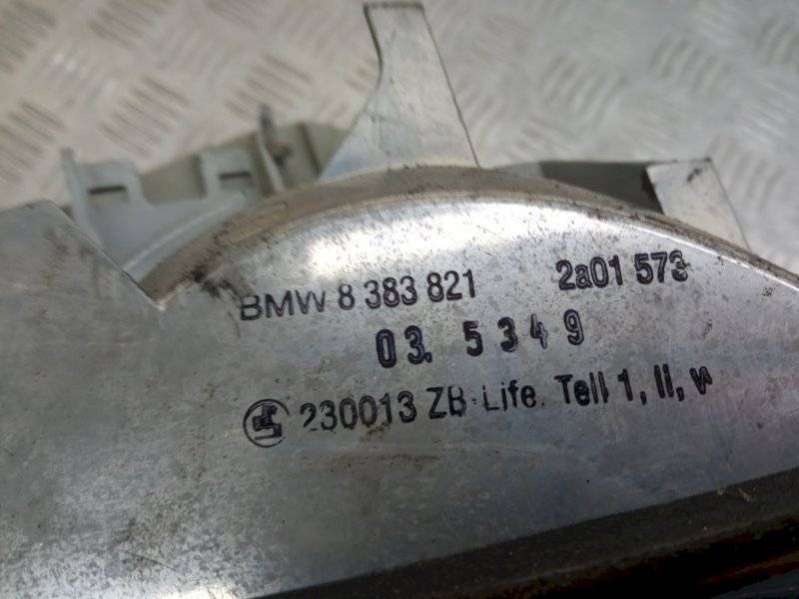 BMW 8 383 821 2a01 573
03. 5349
230013 ZB-Life. Teil 1, II, w